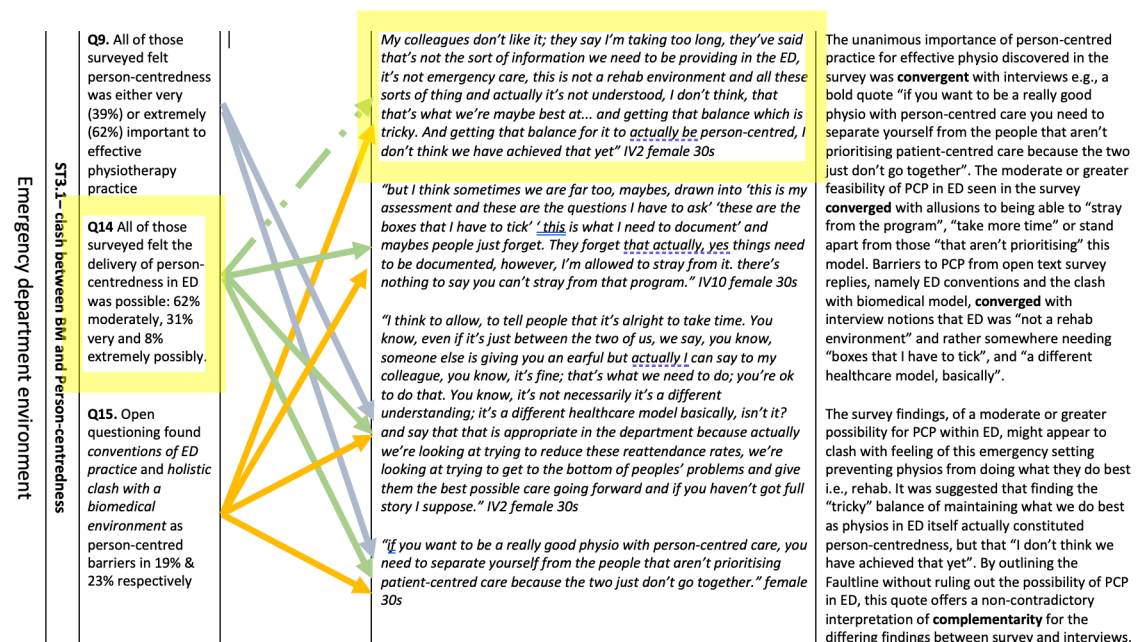 Emergency department environment
ST3.1– clash between BM and Person-centredness
Q9. All of those
surveyed felt
person-centredness
was either very
(39%) or extremely
(62%) important to
effective
physiotherapy
practice
Q14 All of those
surveyed felt the
delivery of person-
centredness in ED
was possible: 62%
moderately, 31%
very and 8%
extremely possibly.
Q15. Open
questioning found
conventions of ED
practice and holistic
clash with a
biomedical
environment as
person-centred
barriers in 19% &
23% respectively
My colleagues don’t like it; they say I’m taking too long, they’ve said
that’s not the sort of information we need to be providing in the ED,
it’s not emergency care, this is not a rehab environment and all these
sorts of thing and actually it’s not understood, I don’t think, that
that’s what we’re maybe best at... and getting that balance which is
tricky. And getting that balance for it to actually be person-centred, I
don’t think we have achieved that yet” IV2 female 30s
“but I think sometimes we are far too, maybes, drawn into ‘this is my
assessment and these are the questions I have to ask’ ‘these are the
boxes that I have to tick’ ‘ this is what I need to document’ and
maybes people just forget. They forget that actually, yes things need
to be documented, however, I’m allowed to stray from it. there’s
nothing to say you can’t stray from that program.” IV10 female 30s
“I think to allow, to tell people that it’s alright to take time. You
know, even if it’s just between the two of us, we say, you know,
someone else is giving you an earful but actually I can say to my
colleague, you know, it’s fine; that’s what we need to do; you’re ok
to do that. You know, it’s not necessarily it’s a different
understanding; it’s a different healthcare model basically, isn’t it?
and say that that is appropriate in the department because actually
we’re looking at trying to reduce these reattendance rates, we’re
looking at trying to get to the bottom of peoples’ problems and give
them the best possible care going forward and if you haven’t got full
story I suppose.” IV2 female 30s
“if you want to be a really good physio with person-centred care, you
need to separate yourself from the people that aren’t prioritising
patient-centred care because the two just don’t go together.” female
30s
The unanimous importance of person-centred
practice for effective physio discovered in the
survey was convergent with interviews e.g., a
bold quote “if you want to be a really good
physio with person-centred care you need to
separate yourself from the people that aren’t
prioritising patient-centred care because the two
just don’t go together”. The moderate or greater
feasibility of PCP in ED seen in the survey
converged with allusions to being able to “stray
from the program”, “take more time” or stand
apart from those “that aren’t prioritising” this
model. Barriers to PCP from open text survey
replies, namely ED conventions and the clash
with biomedical model, converged with
interview notions that ED was “not a rehab
environment” and rather somewhere needing
“boxes that I have to tick”, and “a different
healthcare model, basically”.
The survey findings, of a moderate or greater
possibility for PCP within ED, might appear to
clash with feeling of this emergency setting
preventing physios from doing what they do best
i.e., rehab. It was suggested that finding the
“tricky” balance of maintaining what we do best
as physios in ED itself actually constituted
person-centredness, but that “I don’t think we
have achieved that yet”. By outlining the
Faultline without ruling out the possibility of PCP
in ED, this quote offers a non-contradictory
interpretation of complementarity for the
differing findings between survey and interviews.